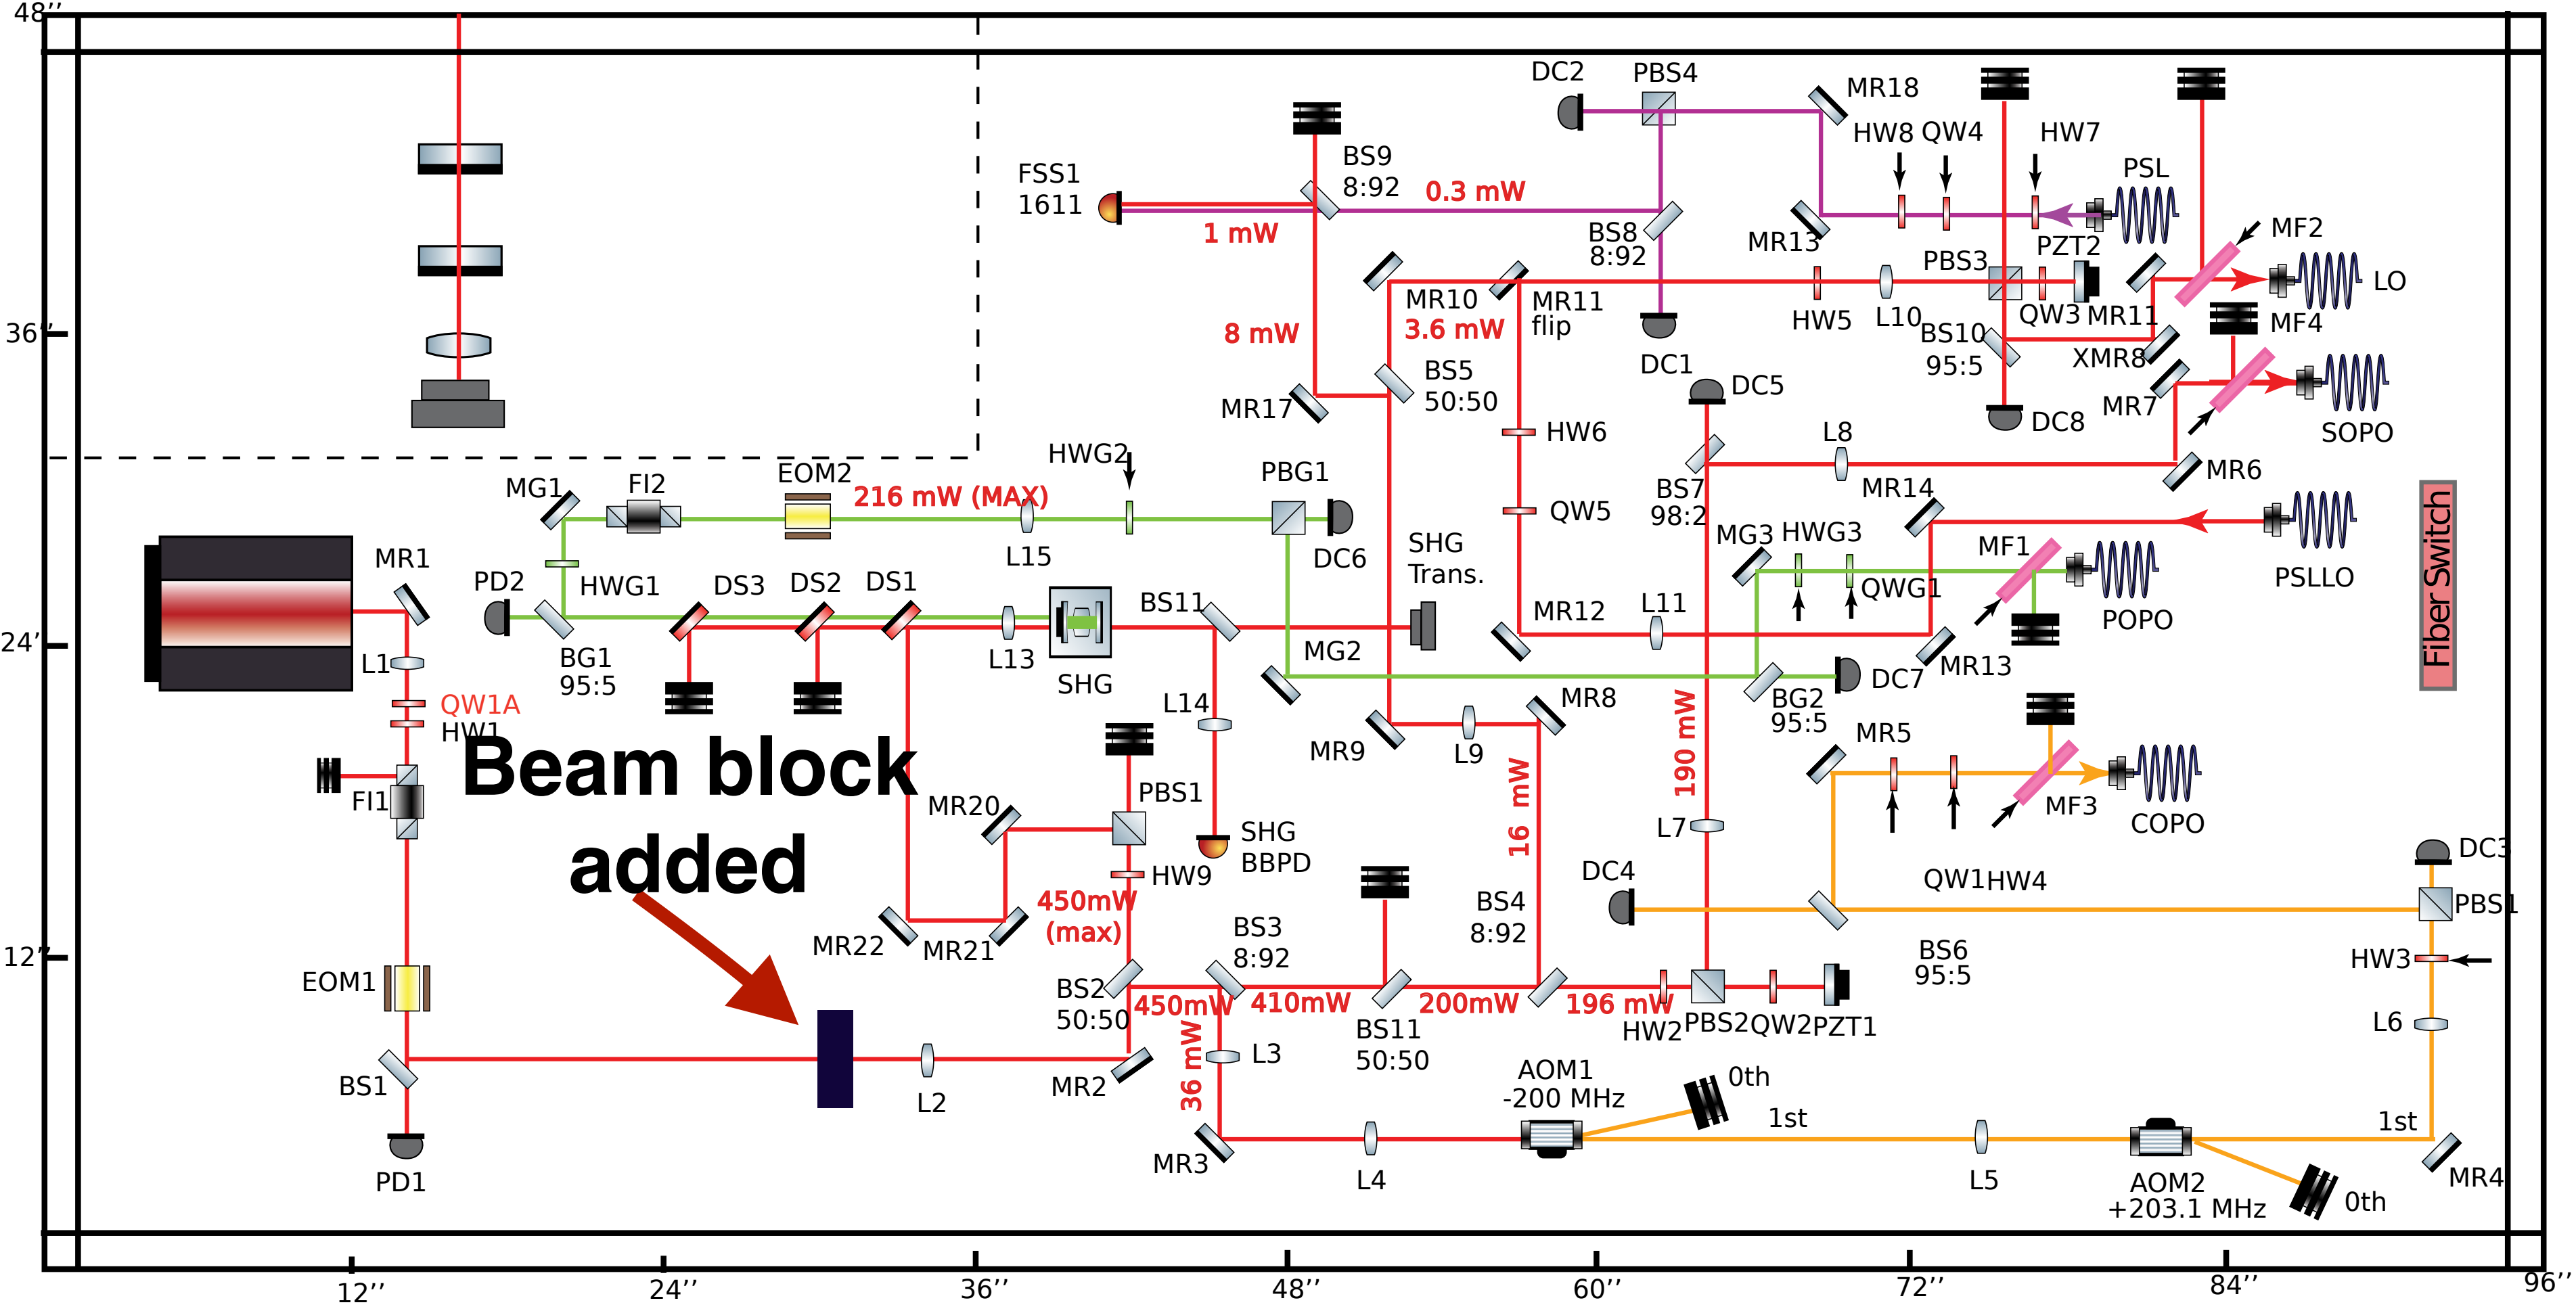 48’’
DC2
PBS4
MR18
HW8
QW4
HW7
PSL
BS9
8:92
FSS1
1611
0.3 mW
1 mW
BS8
8:92
MR13
PZT2
MF2
PBS3
LO
MR10
MR11
flip
3.6 mW
8 mW
HW5
L10
QW3
MR11
BS10
95:5
MF4
36’’
XMR8
DC1
BS5
50:50
MR17
DC5
MR7
DC8
SOPO
HW6
L8
MR6
HWG2
PBG1
MG1
FI2
EOM2
216 mW (MAX)
BS7
98:2
MR14
QW5
L15
DC6
SHG
Trans.
MG3
HWG3
MF1
PSLLO
Fiber Switch
MR1
PD2
HWG1
DS3
DS2
DS1
BS11
QWG1
POPO
MR12
L11
24’’
L1
BG1
95:5
L13
SHG
MG2
MR13
DC7
QW1A
HW1
L14
MR8
BG2
95:5
MR9
L9
MR5
190 mW
Beam block
added
FI1
MR20
PBS1
16 mW
MF3
COPO
L7
SHG
BBPD
HW9
DC4
DC3
QW1
HW4
450mW
(max)
BS4
8:92
PBS1
MR22
MR21
BS3
8:92
BS6
95:5
12’’
HW3
EOM1
BS2
50:50
450mW
410mW
200mW
196 mW
BS11
50:50
HW2
PBS2
QW2
PZT1
L6
36 mW
L3
BS1
L2
MR2
AOM1
-200 MHz
0th
1st
1st
MR3
L4
L5
PD1
AOM2
+203.1 MHz
0th
MR4
12’’
24’’
36’’
48’’
60’’
72’’
84’’
96’’